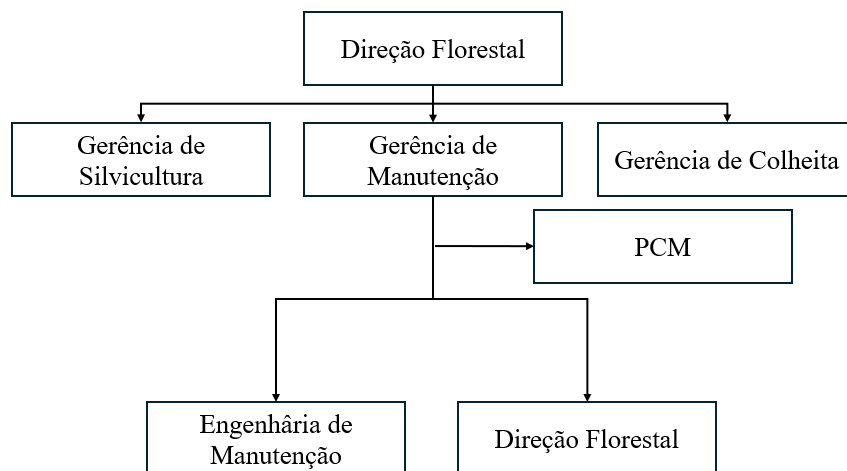 Direção Florestal
Gerência de
Silvicultura
Gerência de
Manutenção
Gerência de Colheita
PCM
Engenhâria de
Manutenção
Direção Florestal